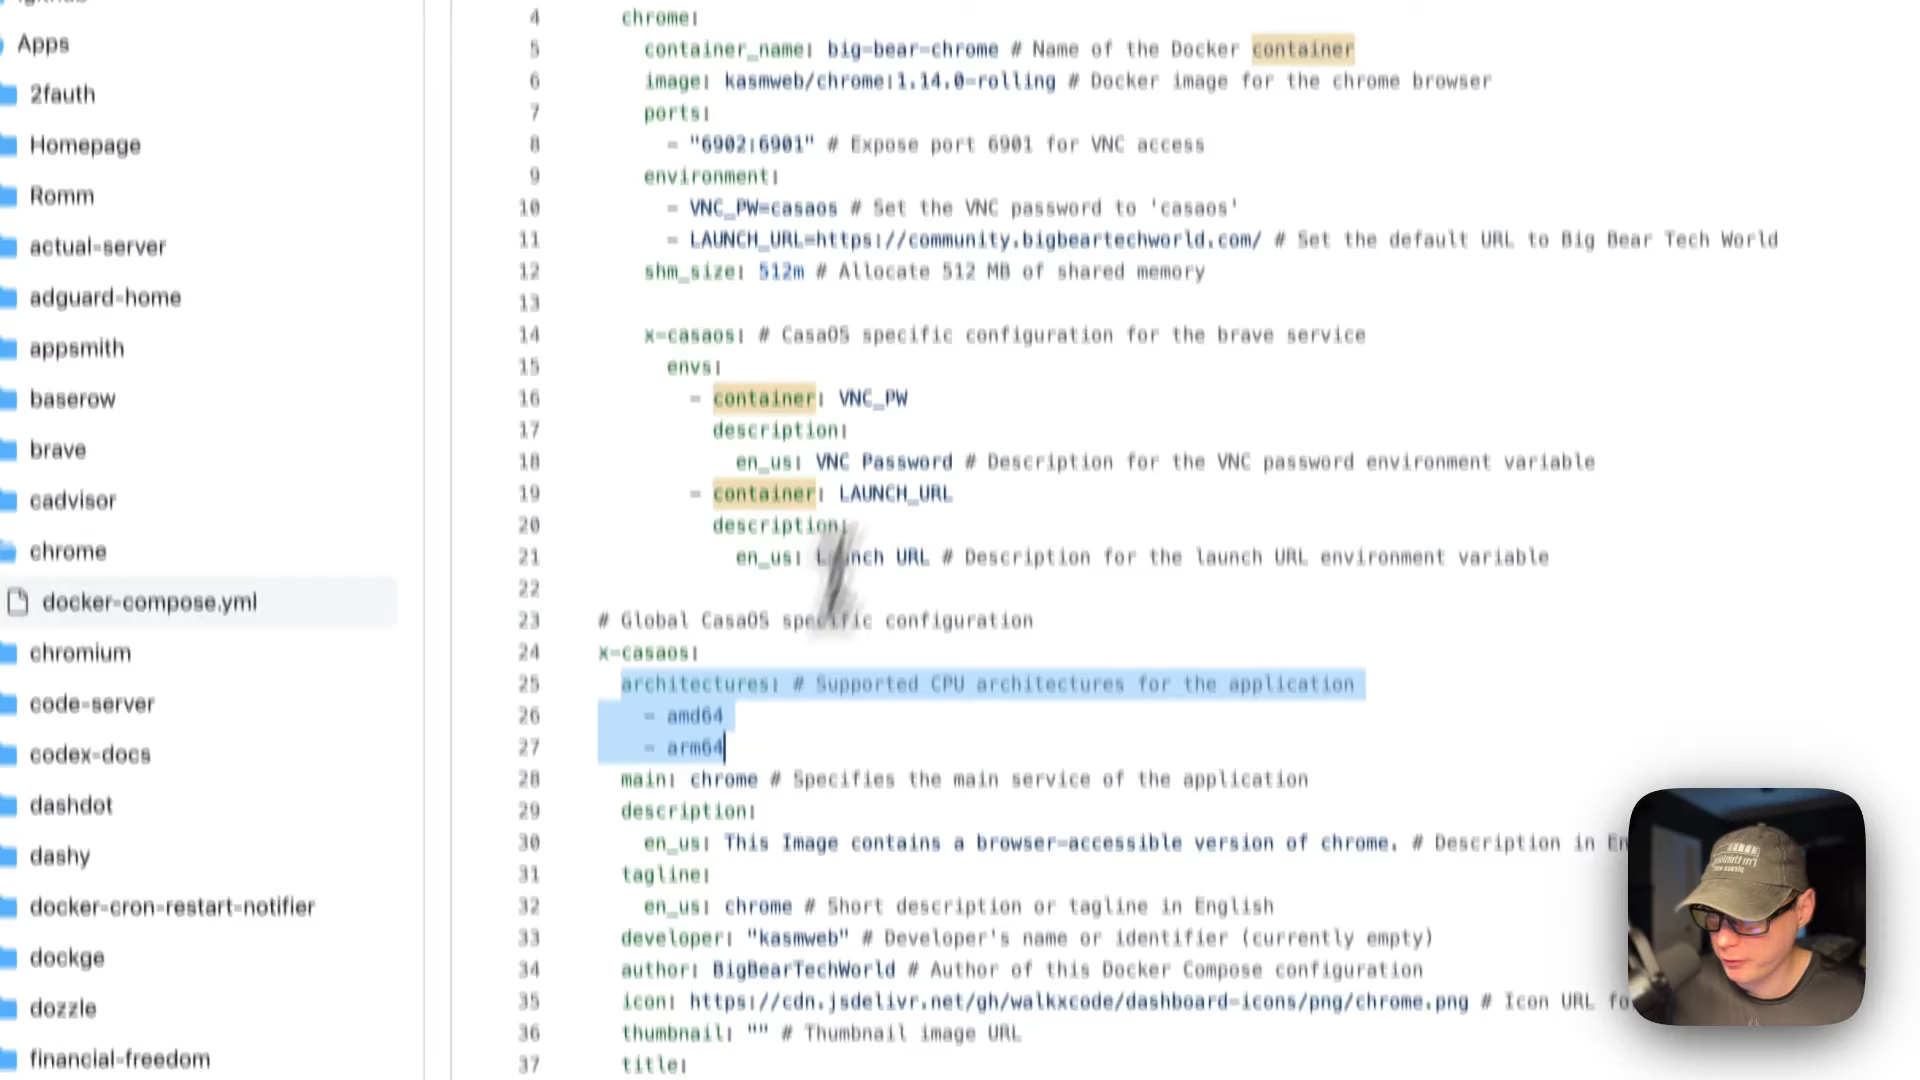 Apps
2fauth
Homepage
Romm
actual-server
adguard-home
appsmith
baserow
brave
cadvisor
chrome
docker-compose.yml
chromium
code-server
codex-docs
dashdot
dashy
docker-cron-restart-notifier
dockge
dozzle
financial-freedom
4 chrome:
5 container_name: big-bear-chrome # Name of the Docker container
6 image: kasmweb/chrome:1.14.0-rolling # Docker image for the chrome browser
7 ports:
8 - "6902:6901" # Expose port 6901 for VNC access
9 environment:
10 - VNC_PW=casaos # Set the VNC password to 'casaos'
11 - LAUNCH_URL=https://community.bigbeartechworld.com/ # Set the default URL to Big Bear Tech World
12 shm_size: 512m # Allocate 512 MB of shared memory
13
14 x-casaos: # CasaOS specific configuration for the brave service
15 envs:
16 - container: VNC_PW
17 description:
18 en_us: VNC Password # Description for the VNC password environment variable
19 - container: LAUNCH_URL
20 description:
21 en_us: Launch URL # Description for the launch URL environment variable
22
23 # Global CasaOS specific configuration
24 x-casaos:
25 architectures: # Supported CPU architectures for the application
26 - amd64
27 - arm64
28 main: chrome # Specifies the main service of the application
29 description:
30 en_us: This Image contains a browser-accessible version of chrome. # Description in En
31 tagline:
32 en_us: chrome # Short description or tagline in English
33 developer: "kasmweb" # Developer's name or identifier (currently empty)
34 author: BigBearTechWorld # Author of this Docker Compose configuration
35 icon: https://cdn.jsdelivr.net/gh/walkxcode/dashboard-icons/png/chrome.png # Icon URL fo
36 thumbnail: "" # Thumbnail image URL
37 title: